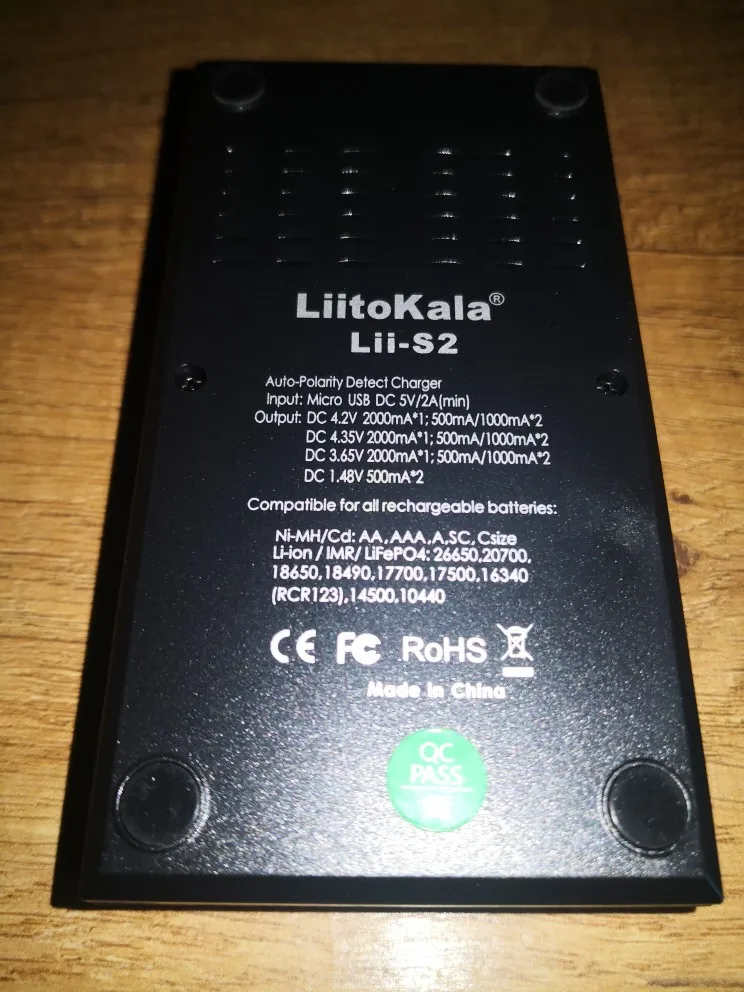 LiitoKala®
Lii-S2
Auto-Polarity Detect Charger
Input: Micro USB DC 5V/2A(min)
Output: DC 4.2V 2000mA*1; 500mA/1000mA*2
DC 4.35V 2000mA*1; 500mA/1000mA*2
DC 3.65V 2000mA*1; 500mA/1000mA*2
DC 1.48V 500mA*2
Compatible for all rechargeable batteries:
Ni-MH/Cd: AA, AAA, A, SC, Csize
Li-ion / IMR/ LiFePO4: 26650,20700,
18650,18490,17700,17500,16340
(RCR123),14500,10440
CE FC RoHS
Made in China
QC
PASS